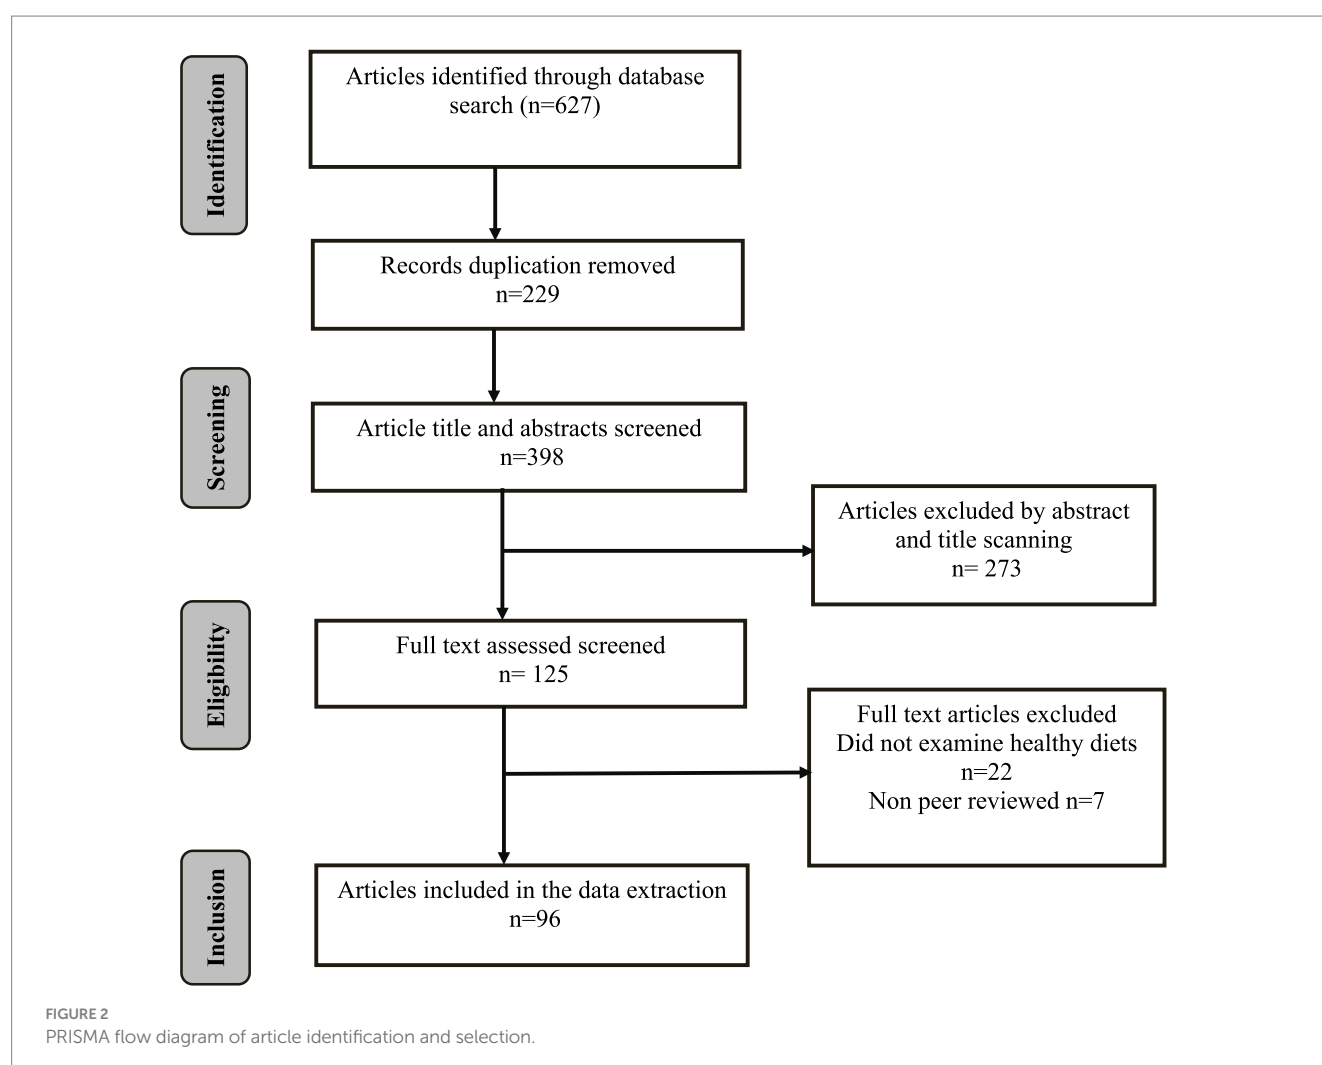 Identification
Articles identified through database
search (n=627)
Records duplication removed
n=229
Screening
Article title and abstracts screened
n=398
Articles excluded by abstract
and title scanning
n= 273
Eligibility
Full text assessed screened
n= 125
Full text articles excluded
Did not examine healthy diets
n=22
Non peer reviewed n=7
Inclusion
Articles included in the data extraction
n=96
FIGURE 2
PRISMA flow diagram of article identification and selection.